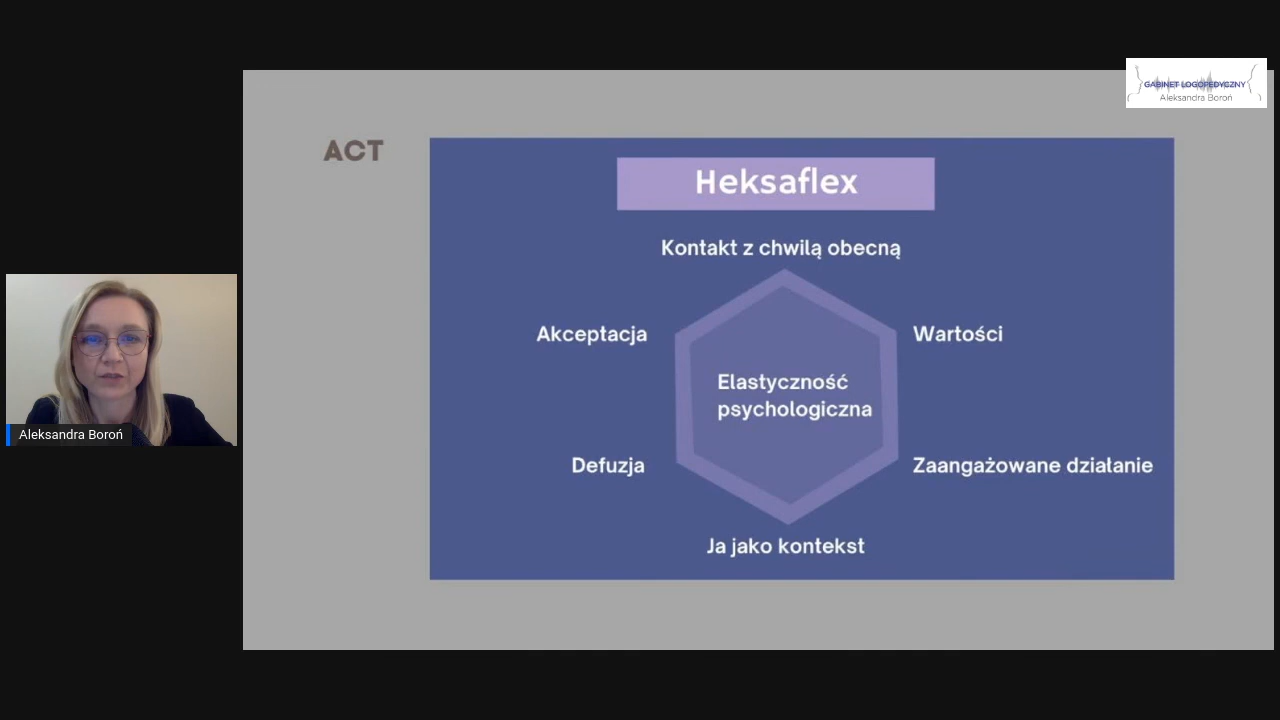 GABINET LOGOPEDYCZNY
Aleksandra Boroń
ACT
Heksaflex
Kontakt z chwilą obecną
Akceptacja
Wartości
Elastyczność
psychologiczna
Defuzja
Zaangażowane działanie
Ja jako kontekst
Aleksandra Boroń